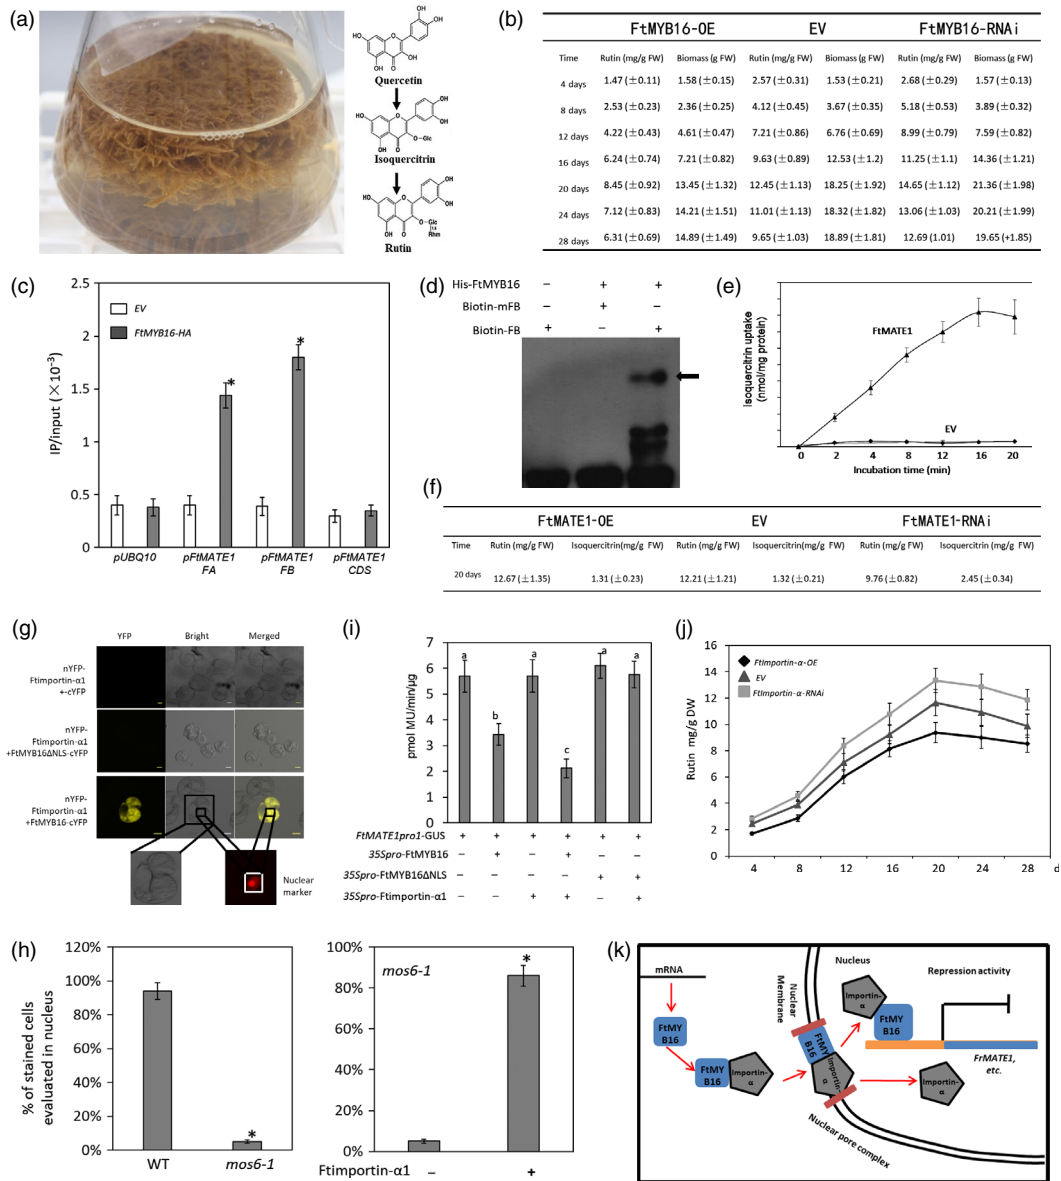 (a)
HO
O
OH
OH
OH
OH
O
Quercetin
HO
O
OH
OH
O—Glc
OH
O
Isoquercitrin
HO
O
OH
OH
O—Glc
Rhm
OH
O
Rutin
(b)
FtMYB16-OE EV FtMYB16-RNAi
Time Rutin (mg/g FW) Biomass (g FW) Rutin (mg/g FW) Biomass (g FW) Rutin (mg/g FW) Biomass (g FW)
4 days 1.47 (±0.11) 1.58 (±0.15) 2.57 (±0.31) 1.53 (±0.21) 2.68 (±0.29) 1.57 (±0.13)
8 days 2.53 (±0.23) 2.36 (±0.25) 4.12 (±0.45) 3.67 (±0.35) 5.18 (±0.53) 3.89 (±0.32)
12 days 4.22 (±0.43) 4.61 (±0.47) 7.21 (±0.86) 6.76 (±0.69) 8.99 (±0.79) 7.59 (±0.82)
16 days 6.24 (±0.74) 7.21 (±0.82) 9.63 (±0.89) 12.53 (±1.2) 11.25 (±1.1) 14.36 (±1.21)
20 days 8.45 (±0.92) 13.45 (±1.32) 12.45 (±1.13) 18.25 (±1.92) 14.65 (±1.12) 21.36 (±1.98)
24 days 7.12 (±0.83) 14.21 (±1.51) 11.01 (±1.13) 18.32 (±1.82) 13.06 (±1.03) 20.21 (±1.99)
28 days 6.31 (±0.69) 14.89 (±1.49) 9.65 (±1.03) 18.89 (±1.81) 12.69 (1.01) 19.65 (+1.85)
(c)
IP/input (×10⁻³)
2.5
2
1.5
1
0.5
0
EV
FtMYB16-HA
* *
pUBQ10 pFtMATE1 pFtMATE1 pFtMATE1
FA FB CDS
(d)
His-FtMYB16 – + +
Biotin-mFB – + –
Biotin-FB + – +
(e)
Isoquercitrin uptake
(nmol/mg protein)
FtMATE1
EV
0 2 4 8 12 16 20
Incubation time (min)
(f)
FtMATE1-OE EV FtMATE1-RNAi
Time Rutin (mg/g FW) Isoquercitrin(mg/g FW) Rutin (mg/g FW) Isoquercitrin(mg/g FW) Rutin (mg/g FW) Isoquercitrin(mg/g FW)
20 days 12.67 (±1.35) 1.31 (±0.23) 12.21 (±1.21) 1.32 (±0.21) 9.76 (±0.82) 2.45 (±0.34)
(g)
YFP Bright Merged
nYFP-
Ftimportin-α1
+-cYFP
nYFP-
Ftimportin-α1
+FtMYB16ΔNLS-cYFP
nYFP-
Ftimportin-α1
+FtMYB16-cYFP
Nuclear
marker
(i)
pmol MU/min/µg
7
6
5
4
3
2
1
0
a b a c a a
FtMATE1pro1-GUS + + + + + +
35Spro-FtMYB16 – + – + – –
35Spro-FtMYB16ΔNLS – – – – + +
35Spro-Ftimportin-α1 – – + + – +
(j)
Rutin mg/g DW
16
14
12
10
8
6
4
2
0
FtImportin-α-OE
EV
FtImportin-α-RNAi
4 8 12 16 20 24 28 d
(h)
% of stained cells
evaluated in nucleus
120%
100%
80%
60%
40%
20%
0%
*
WT mos6-1
100%
80%
60%
40%
20%
0%
mos6-1
*
Ftimportin-α1 – +
(k)
mRNA
FtMY
B16
FtMY
B16
Importin-
α
Nuclear
Membrane
FtMY
B16
Importin-
α
Nuclear pore complex
Nucleus
Importin-
α
FtMY
B16
Repression activity
FrMATE1,
etc.
Importin-
α